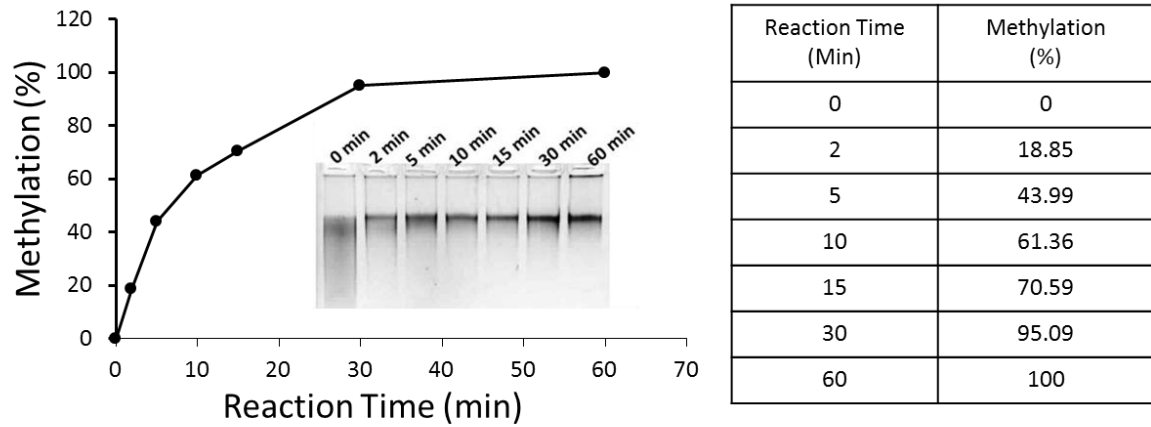 120
100
80
60
40
20
0
Methylation (%)
0 min 2 min 5 min 10 min 15 min 30 min 60 min
0 10 20 30 40 50 60 70
Reaction Time (min)
Reaction Time Methylation
(Min) (%)
0 0
2 18.85
5 43.99
10 61.36
15 70.59
30 95.09
60 100